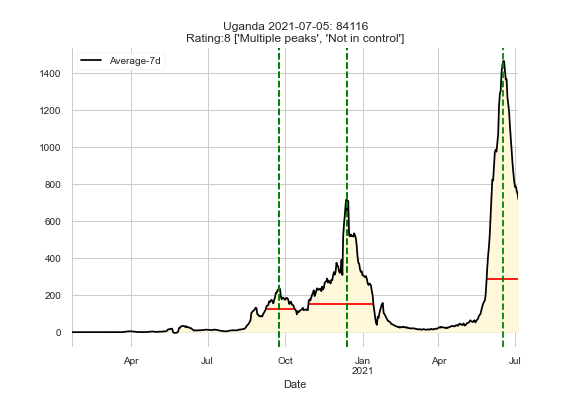 Uganda 2021-07-05: 84116
Rating:8 ['Multiple peaks', 'Not in control']
Average-7d
1400
1200
1000
800
600
400
200
0
Apr
Jul
Oct
Jan
2021
Apr
Jul
Date